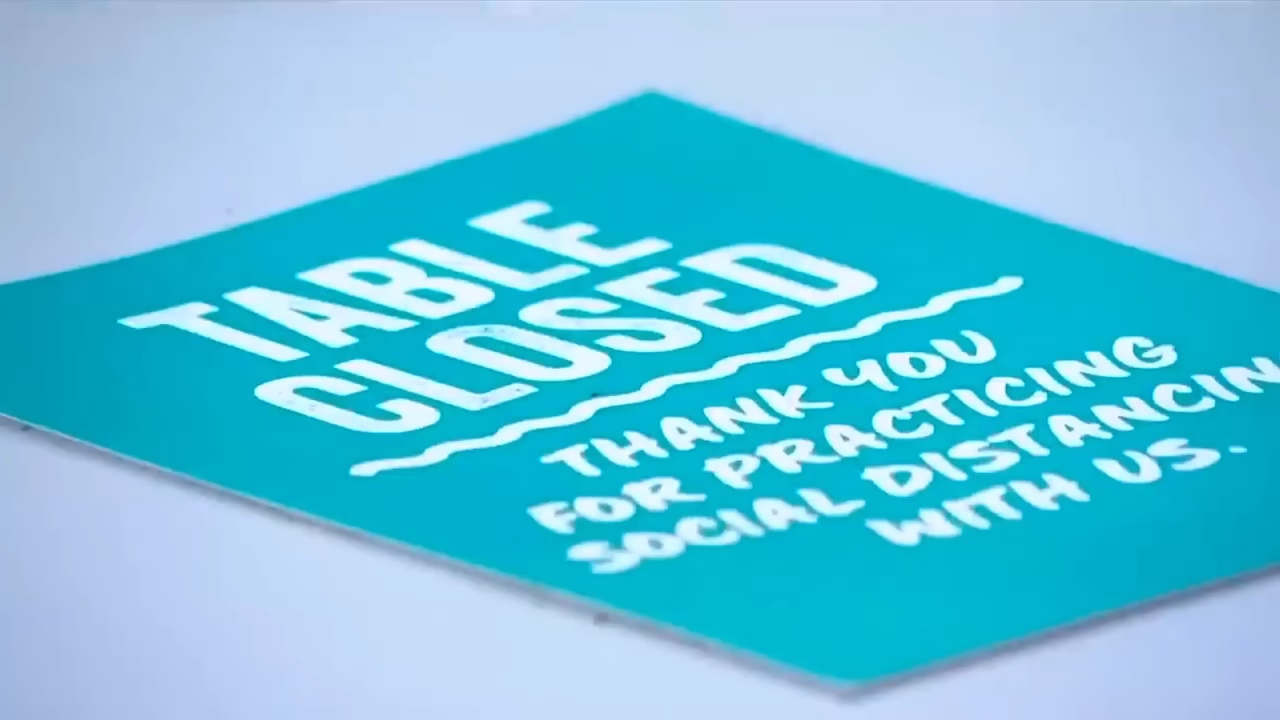 TABLE
CLOSED
THANK YOU
FOR PRACTICING
SOCIAL DISTANCIN
WITH US.